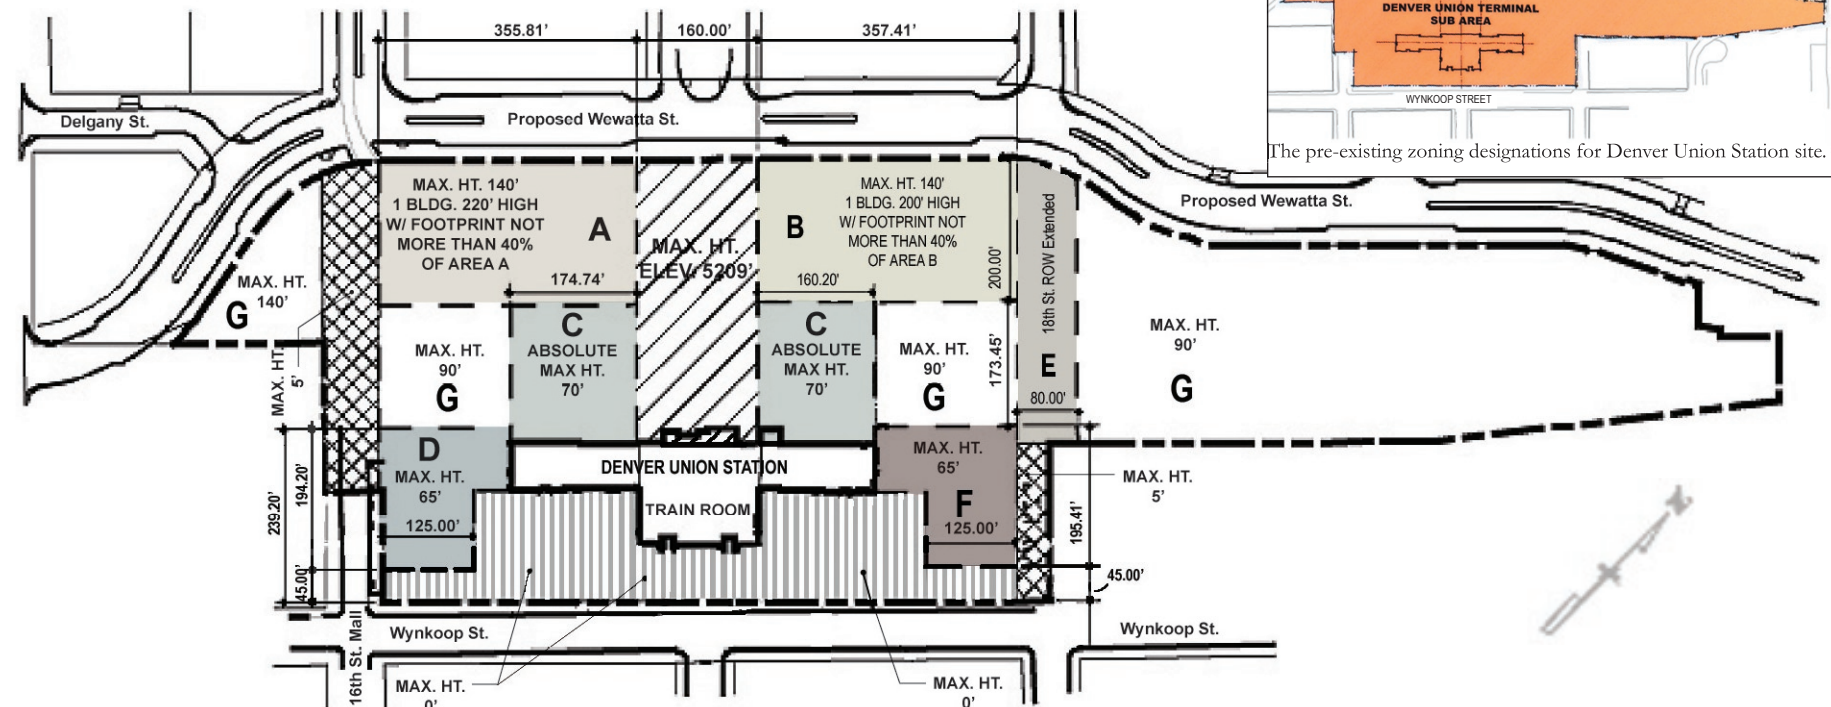 355.81’
160.00’
357.41’
DENVER UNION TERMINAL
SUB AREA
WYNKOOP STREET
The pre-existing zoning designations for Denver Union Station site.
Delgany St.
Proposed Wewatta St.
Proposed Wewatta St.
MAX. HT. 140’
1 BLDG. 220’ HIGH
W/ FOOTPRINT NOT
MORE THAN 40%
OF AREA A
A
MAX. HT.
ELEV. 5209’
B
MAX. HT. 140’
1 BLDG. 200’ HIGH
W/ FOOTPRINT NOT
MORE THAN 40%
OF AREA B
174.74’
160.20’
200.00’
18th St. ROW Extended
MAX. HT.
140’
G
MAX. HT.
5’
MAX. HT.
90’
G
C
ABSOLUTE
MAX HT.
70’
C
ABSOLUTE
MAX HT.
70’
MAX. HT.
90’
G
173.45’
E
80.00’
MAX. HT.
90’
G
D
MAX. HT.
65’
125.00’
DENVER UNION STATION
TRAIN ROOM
MAX. HT.
65’
F
125.00’
MAX. HT.
5’
239.20’
194.20’
45.00’
195.41’
45.00’
Wynkoop St.
Wynkoop St.
16th St. Mall
MAX. HT.
0’
MAX. HT.
0’